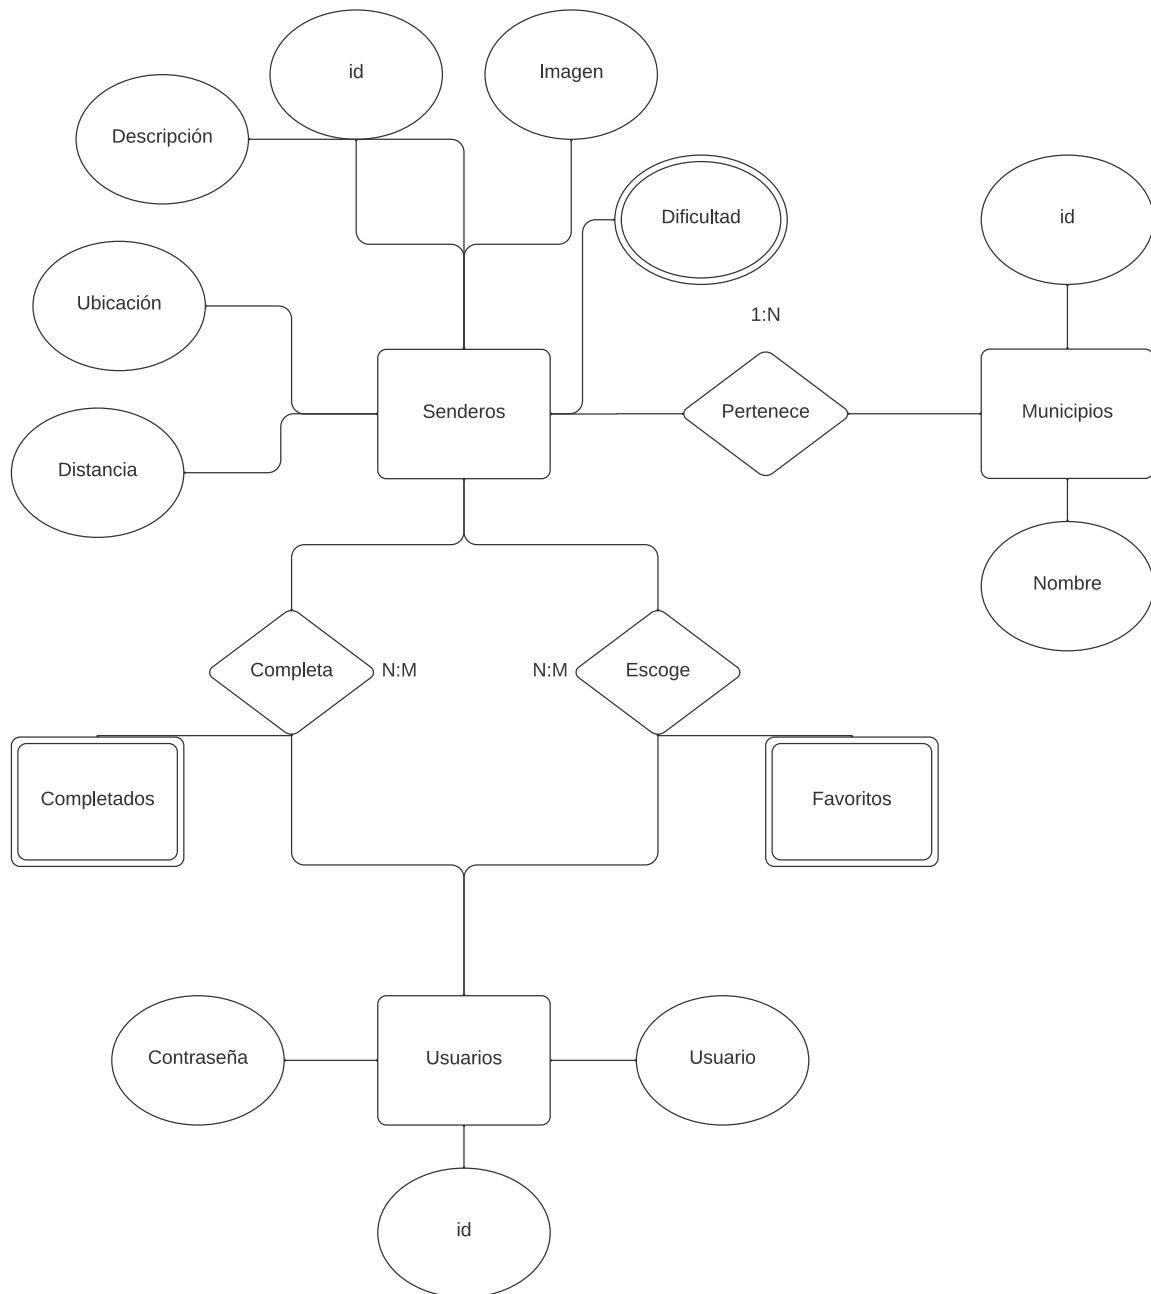 id
Imagen
Descripción
Dificultad
id
Ubicación
1:N
Senderos
Pertenece
Municipios
Distancia
Nombre
Completa
N:M
N:M
Escoge
Completados
Favoritos
Contraseña
Usuarios
Usuario
id